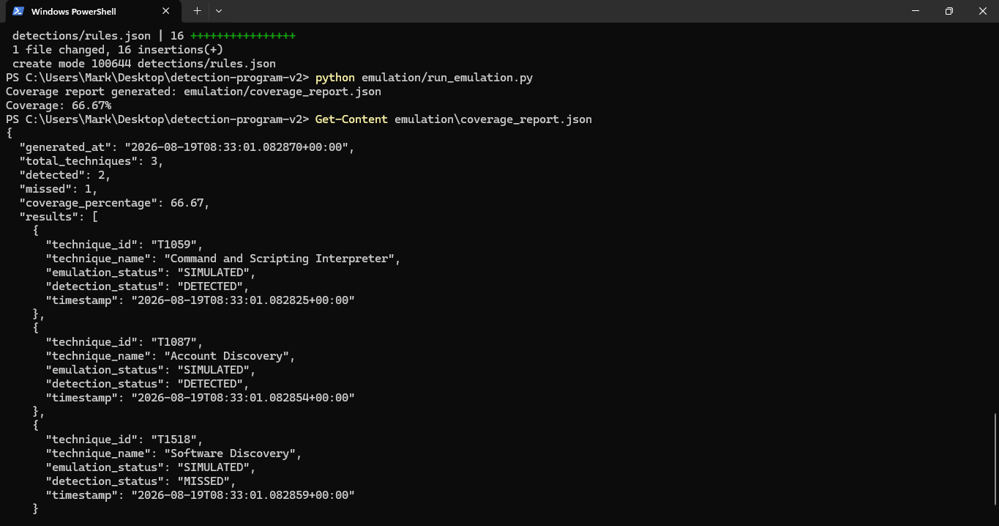 Windows PowerShell
detections/rules.json | 16 ++++++++++++++++
1 file changed, 16 insertions(+)
create mode 100644 detections/rules.json
PS C:\Users\Mark\Desktop\detection-program-v2> python emulation/run_emulation.py
Coverage report generated: emulation/coverage_report.json
Coverage: 66.67%
PS C:\Users\Mark\Desktop\detection-program-v2> Get-Content emulation\coverage_report.json
{
  "generated_at": "2026-08-19T08:33:01.082870+00:00",
  "total_techniques": 3,
  "detected": 2,
  "missed": 1,
  "coverage_percentage": 66.67,
  "results": [
    {
      "technique_id": "T1059",
      "technique_name": "Command and Scripting Interpreter",
      "emulation_status": "SIMULATED",
      "detection_status": "DETECTED",
      "timestamp": "2026-08-19T08:33:01.082825+00:00"
    },
    {
      "technique_id": "T1087",
      "technique_name": "Account Discovery",
      "emulation_status": "SIMULATED",
      "detection_status": "DETECTED",
      "timestamp": "2026-08-19T08:33:01.082854+00:00"
    },
    {
      "technique_id": "T1518",
      "technique_name": "Software Discovery",
      "emulation_status": "SIMULATED",
      "detection_status": "MISSED",
      "timestamp": "2026-08-19T08:33:01.082859+00:00"
    }